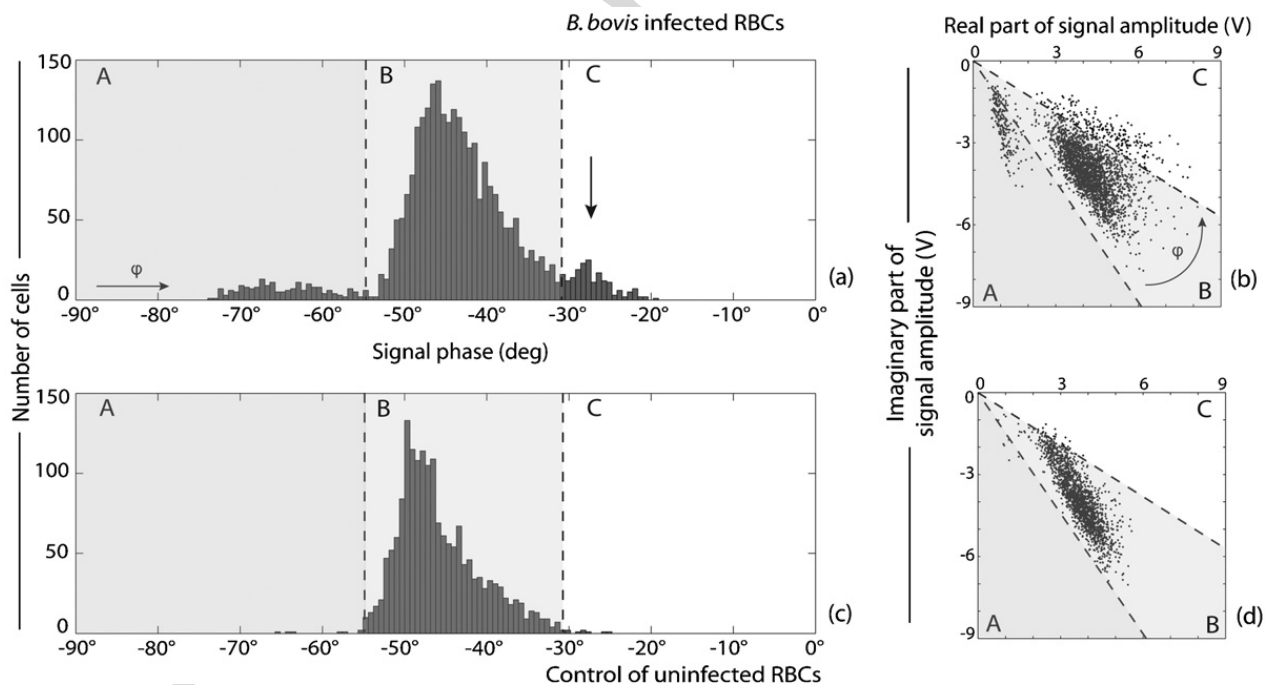 B. bovis infected RBCs
Real part of signal amplitude (V)
Number of cells
150
100
50
0
A
B
C
φ
(a)
-90° -80° -70° -60° -50° -40° -30° -20° -10° 0°
Signal phase (deg)
150
100
50
0
A
B
C
(c)
-90° -80° -70° -60° -50° -40° -30° -20° -10° 0°
Control of uninfected RBCs
Imaginary part of
signal amplitude (V)
0 3 6 9
0
-3
-6
-9
C
A
B
φ
(b)
0 3 6 9
0
-3
-6
-9
C
A
B
(d)